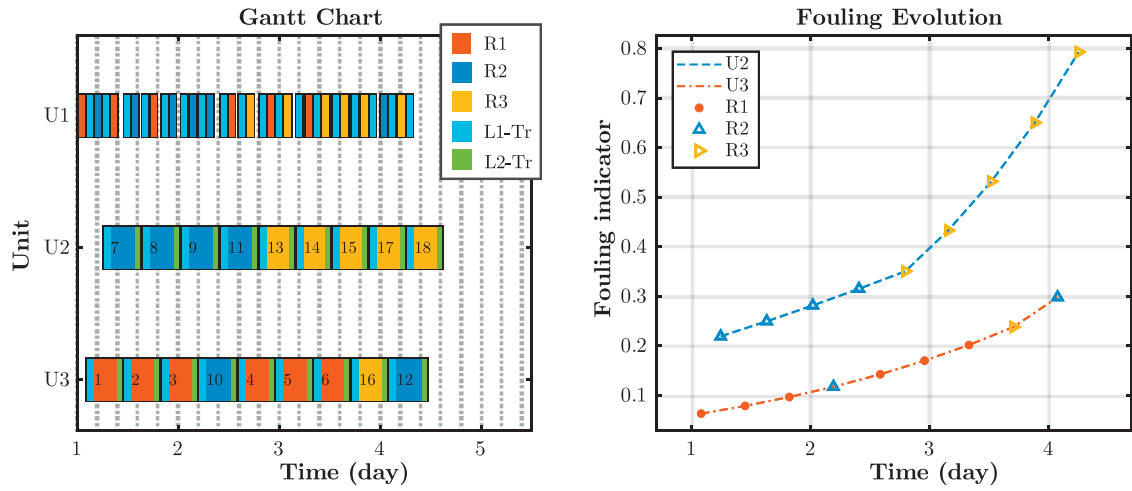 Gantt Chart
R1
R2
R3
L1-Tr
L2-Tr
U1
U2
U3
Unit
7 8 9 11 13 14 15 17 18
1 2 3 10 4 5 6 16 12
1 2 3 4 5
Time (day)
Fouling Evolution
U2
U3
R1
R2
R3
0.8
0.7
0.6
0.5
0.4
0.3
0.2
0.1
Fouling indicator
1 2 3 4
Time (day)